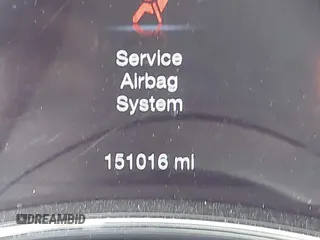 Service
Airbag
System
151016 mi
DREAMBID